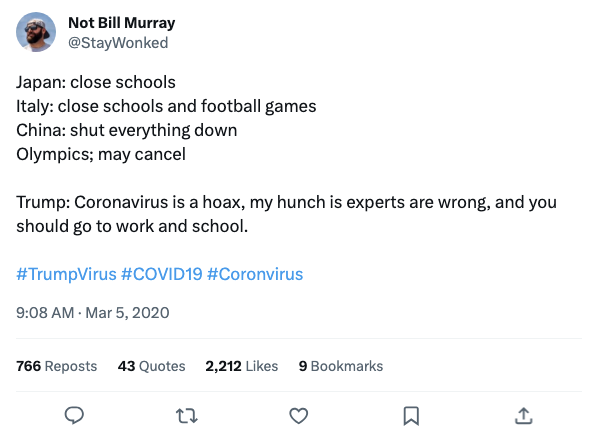 Not Bill Murray
@StayWonked
Japan: close schools
Italy: close schools and football games
China: shut everything down
Olympics; may cancel
Trump: Coronavirus is a hoax, my hunch is experts are wrong, and you
should go to work and school.
#TrumpVirus #COVID19 #Coronvirus
9:08 AM · Mar 5, 2020
766 Reposts 43 Quotes 2,212 Likes 9 Bookmarks